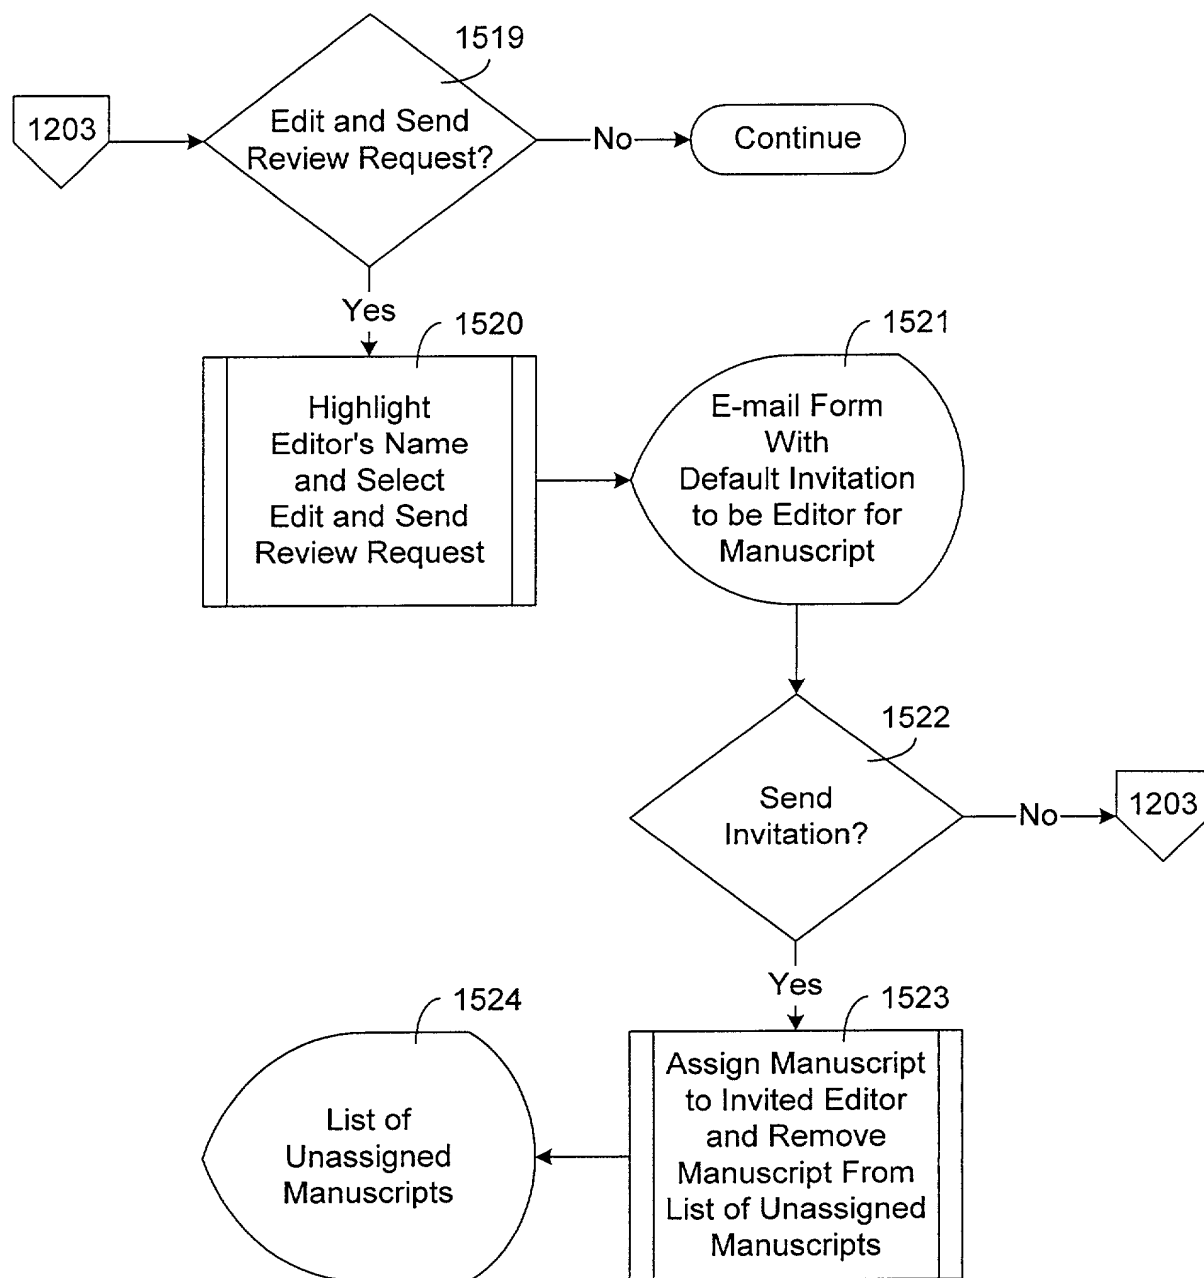 1519
1203
Edit and Send
Review Request?
No
Continue
Yes
1520
Highlight
Editor's Name
and Select
Edit and Send
Review Request
1521
E-mail Form
With
Default Invitation
to be Editor for
Manuscript
1522
Send
Invitation?
No
1203
Yes
1523
Assign Manuscript
to Invited Editor
and Remove
Manuscript From
List of Unassigned
Manuscripts
1524
List of
Unassigned
Manuscripts